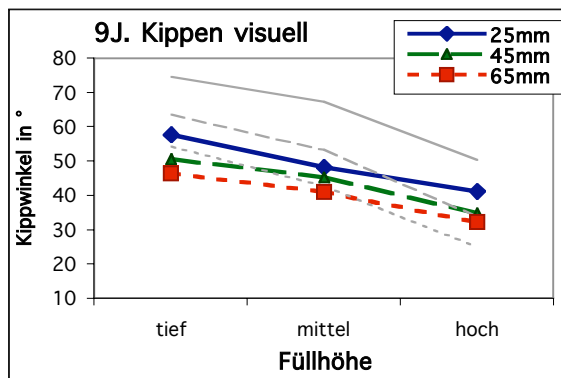 9J. Kippen visuell
25mm
45mm
65mm
80
70
60
50
40
30
20
10
Kippwinkel in °
tief mittel hoch
Füllhöhe